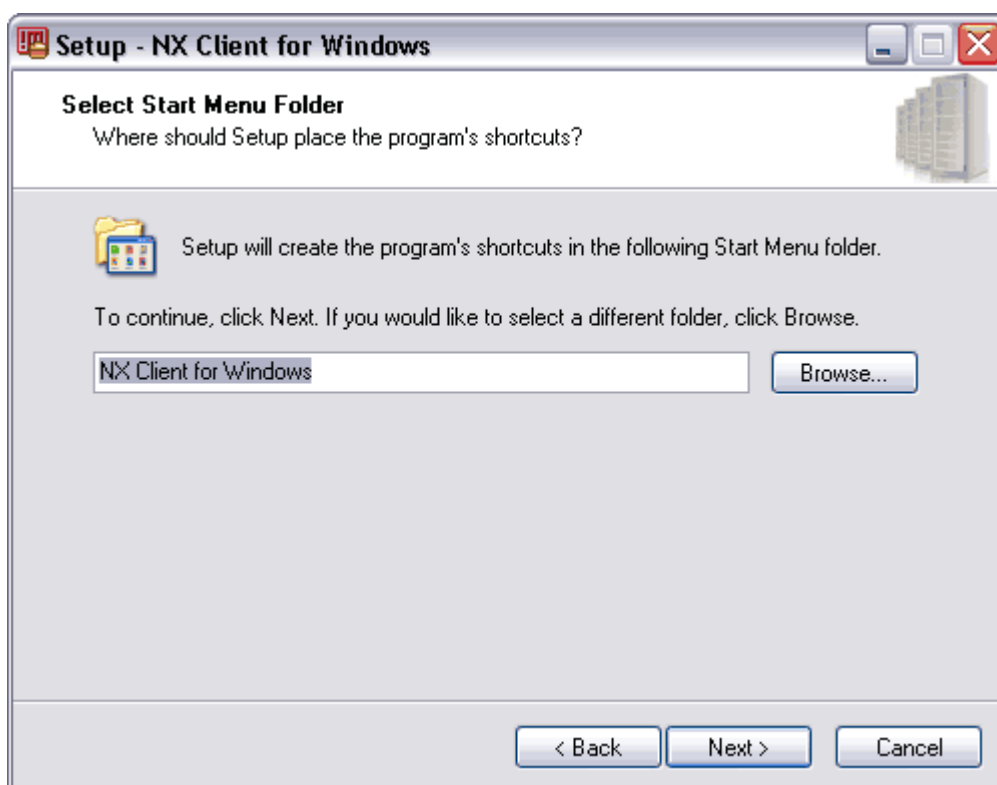 Setup - NX Client for Windows
Select Start Menu Folder
Where should Setup place the program's shortcuts?
Setup will create the program's shortcuts in the following Start Menu folder.
To continue, click Next. If you would like to select a different folder, click Browse.
NX Client for Windows
Browse...
< Back
Next >
Cancel